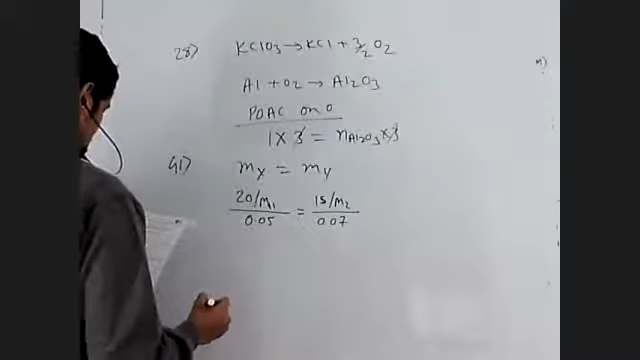 28) KClO3 → KCl + 3/2 O2
Al + O2 → Al2O3
POAC on O
1 × 3 = nAl2O3 × 3
41) mX = mY
20/M1 / 0.05 = 15/M2 / 0.07